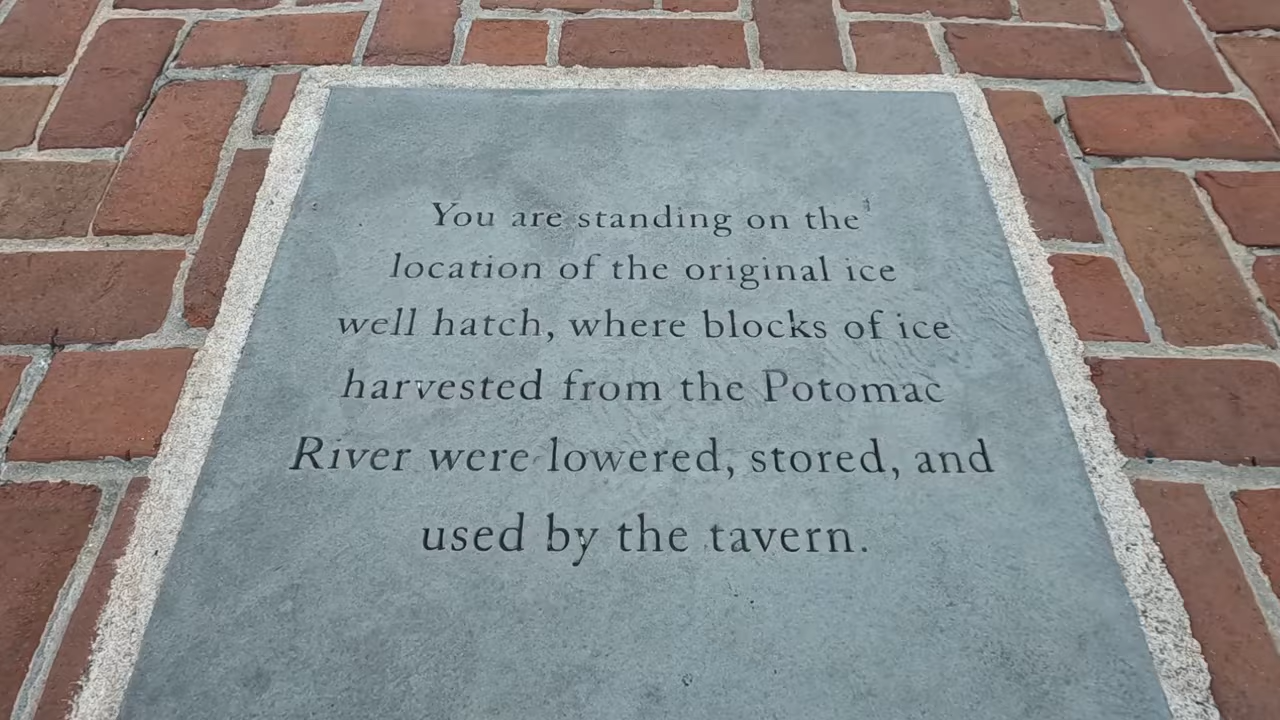 You are standing on the
location of the original ice
well hatch, where blocks of ice
harvested from the Potomac
River were lowered, stored, and
used by the tavern.